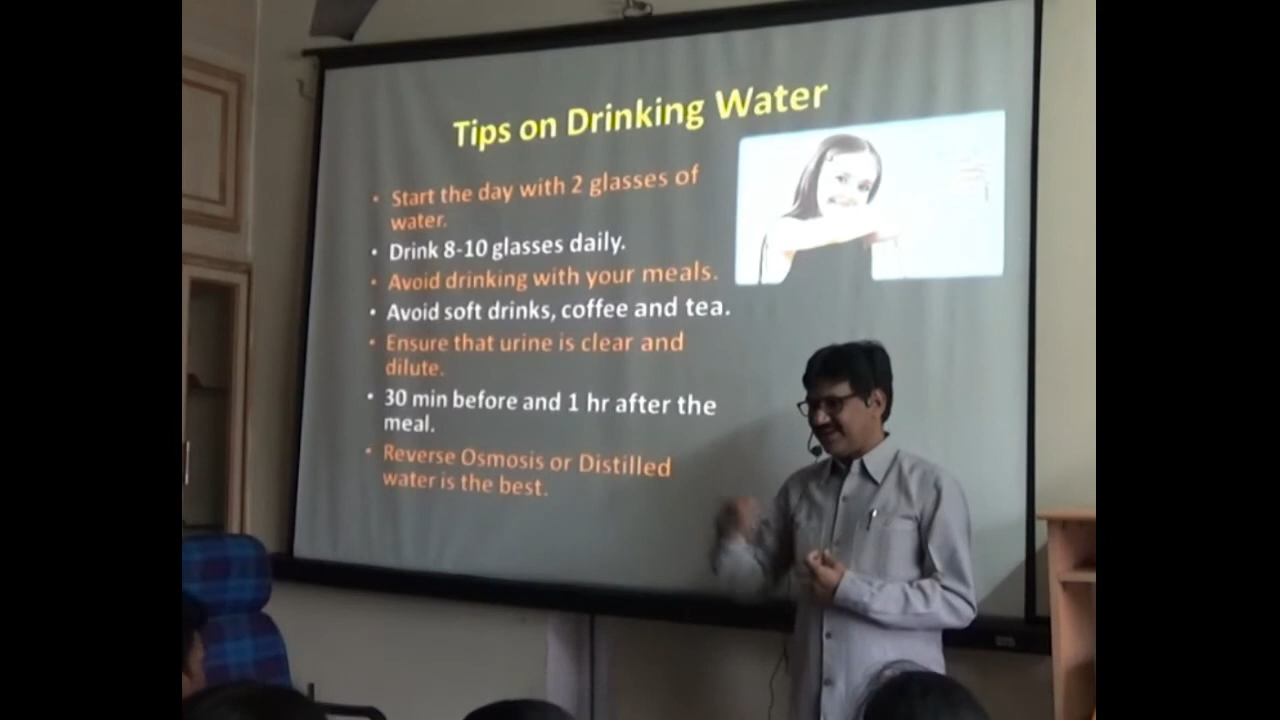 Tips on Drinking Water
• Start the day with 2 glasses of
water.
• Drink 8-10 glasses daily.
• Avoid drinking with your meals.
• Avoid soft drinks, coffee and tea.
• Ensure that urine is clear and
dilute.
• 30 min before and 1 hr after the
meal.
• Reverse Osmosis or Distilled
water is the best.